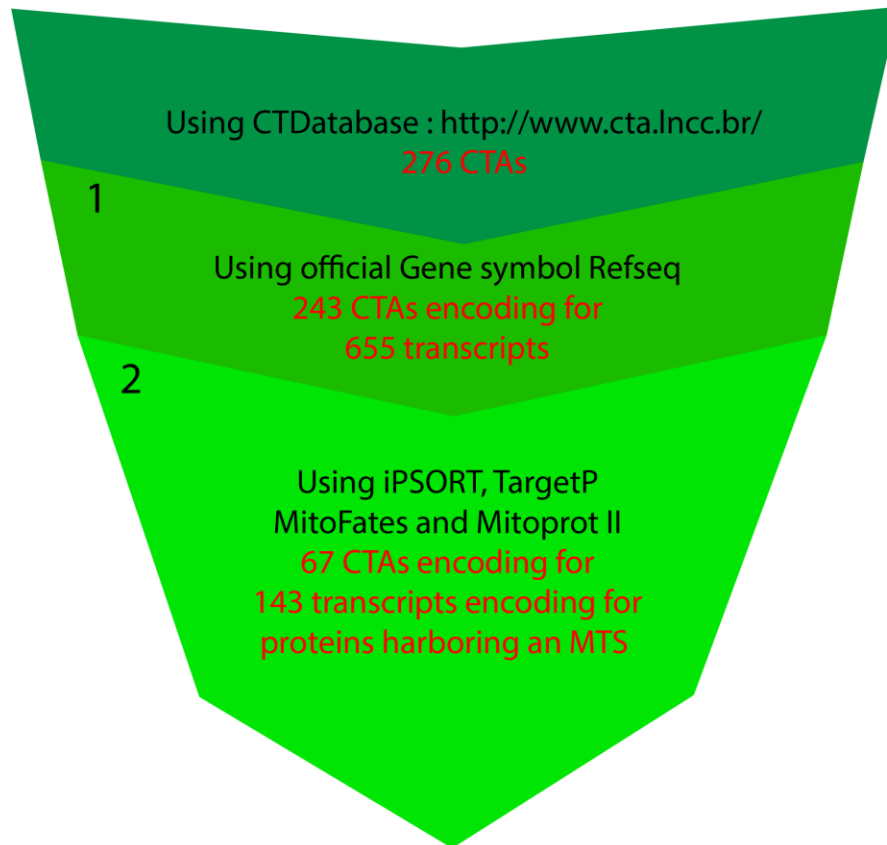 Using CTDatabase : http://www.cta.lncc.br/
276 CTAs
1
Using official Gene symbol Refseq
243 CTAs encoding for
655 transcripts
2
Using iPSORT, TargetP
MitoFates and Mitoprot II
67 CTAs encoding for
143 transcripts encoding for
proteins harboring an MTS